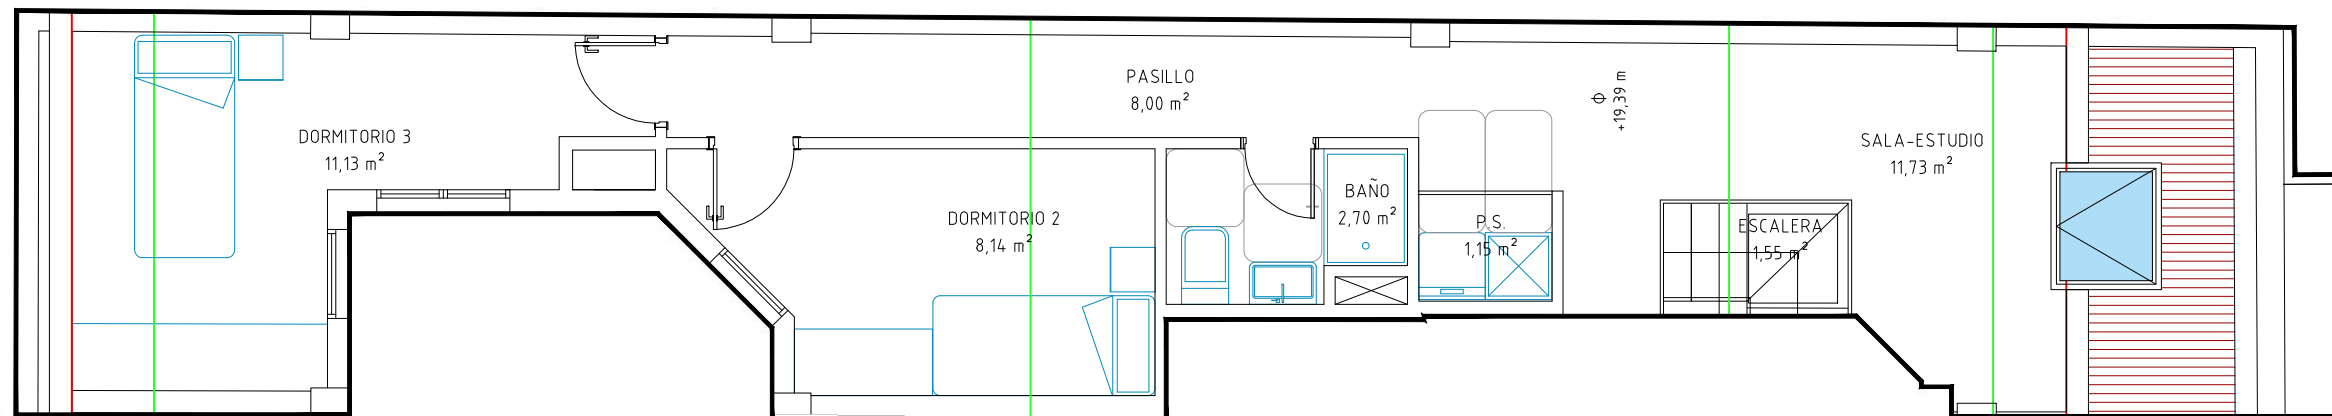 DORMITORIO 3
11,13 m²
PASILLO
8,00 m²
DORMITORIO 2
8,14 m²
BAÑO
2,70 m²
P.S.
1,15 m²
+19,39 m
ESCALERA
1,55 m²
SALA-ESTUDIO
11,73 m²